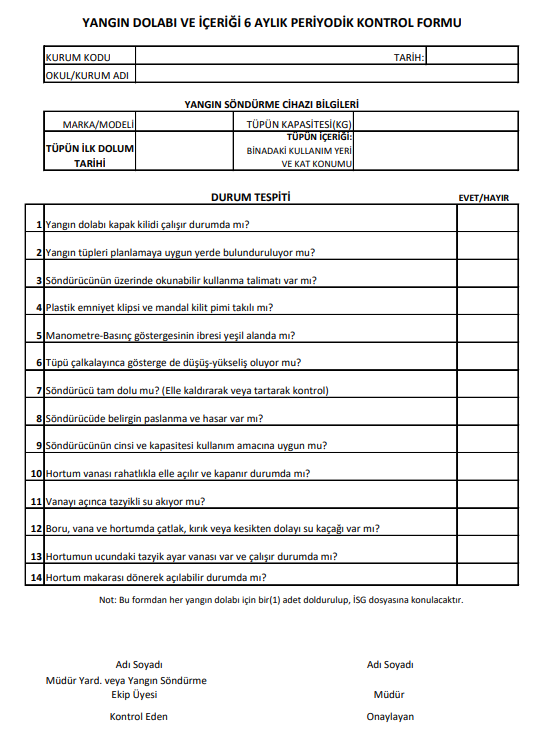 YANGIN DOLABI VE İÇERİĞİ 6 AYLIK PERİYODİK KONTROL FORMU
KURUM KODU TARİH:
OKUL/KURUM ADI
YANGIN SÖNDÜRME CİHAZI BİLGİLERİ
MARKA/MODELİ TÜPÜN KAPASİTESİ(KG)
TÜPÜN İLK DOLUM TARİHİ
TÜPÜN İÇERİĞİ:
BİNADAKİ KULLANIM YERİ
VE KAT KONUMU
DURUM TESPİTİ EVET/HAYIR
1 Yangın dolabı kapak kilidi çalışır durumda mı?
2 Yangın tüpleri planlamaya uygun yerde bulunduruluyor mu?
3 Söndürücünün üzerinde okunabilir kullanma talimatı var mı?
4 Plastik emniyet klipsi ve mandal kilit pimi takılı mı?
5 Manometre-Basınç göstergesinin ibresi yeşil alanda mı?
6 Tüpü çalkalayınca gösterge de düşüş-yükseliş oluyor mu?
7 Söndürücü tam dolu mu? (Elle kaldırarak veya tartarak kontrol)
8 Söndürücüde belirgin paslanma ve hasar var mı?
9 Söndürücünün cinsi ve kapasitesi kullanım amacına uygun mu?
10 Hortum vanası rahatlıkla elle açılır ve kapanır durumda mı?
11 Vanayı açınca tazyikli su akıyor mu?
12 Boru, vana ve hortumda çatlak, kırık veya kesikten dolayı su kaçağı var mı?
13 Hortumun ucundaki tazyik ayar vanası var ve çalışır durumda mı?
14 Hortum makarası dönerek açılabilir durumda mı?
Not: Bu formdan her yangın dolabı için bir(1) adet doldurulup, İSG dosyasına konulacaktır.
Adı Soyadı Adı Soyadı
Müdür Yard. veya Yangın Söndürme
Ekip Üyesi Müdür
Kontrol Eden Onaylayan